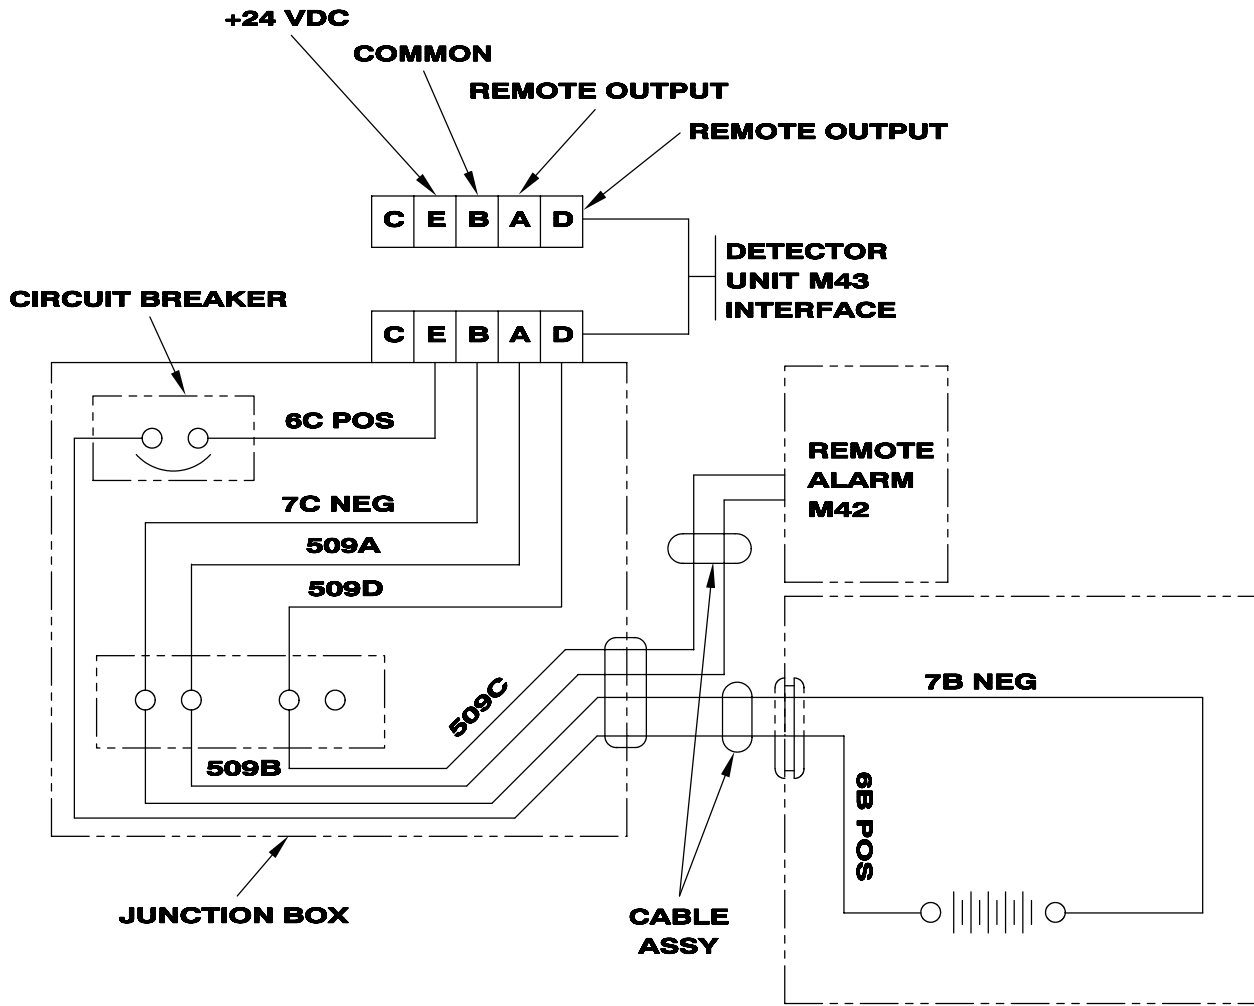 +24 VDC
COMMON
REMOTE OUTPUT
REMOTE OUTPUT
C E B A D
DETECTOR
UNIT M43
INTERFACE
CIRCUIT BREAKER
C E B A D
6C POS
REMOTE
ALARM
M42
7C NEG
509A
509D
509C
7B NEG
509B
6B POS
JUNCTION BOX
CABLE
ASSY